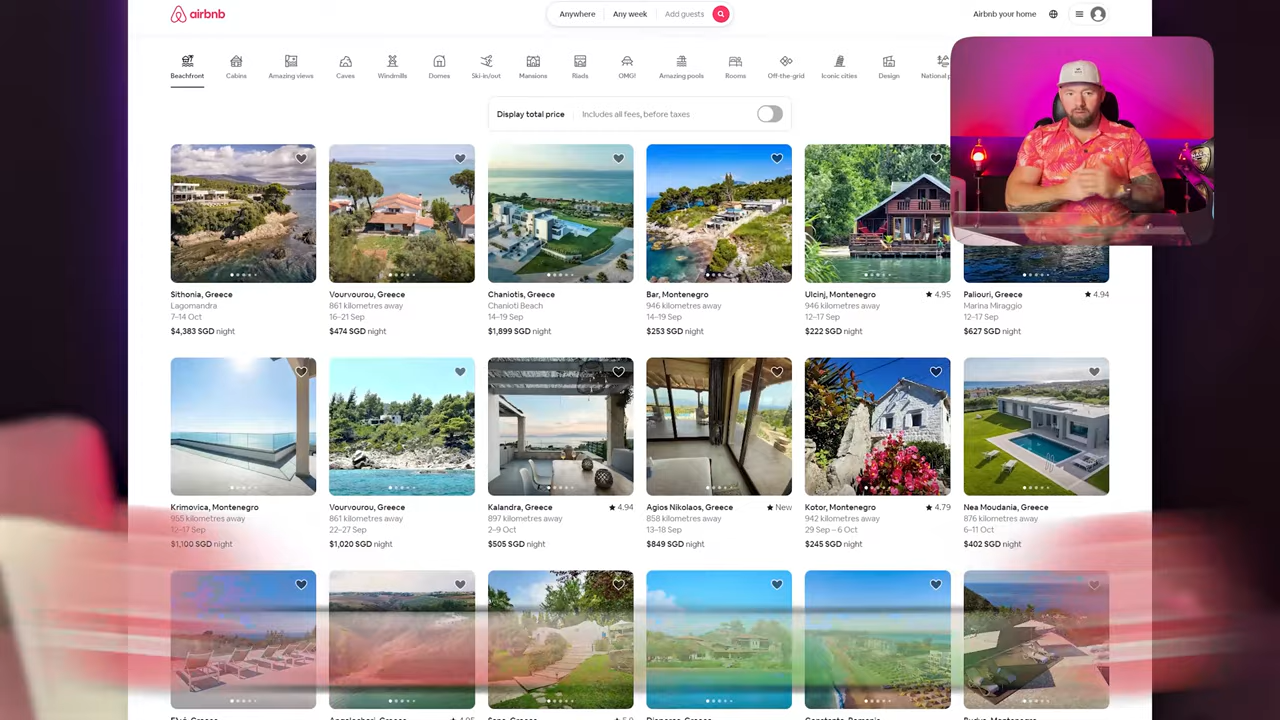 airbnb
Anywhere
Any week
Add guests
Airbnb your home
Beachfront
Cabins
Amazing views
Caves
Windmills
Domes
Ski-in/out
Mansions
Riads
OMG!
Amazing pools
Rooms
Off-the-grid
Iconic cities
Design
National p
Display total price
Includes all fees, before taxes
Sithonia, Greece
Lagomandra
7–14 Oct
$4,383 SGD night
Vourvourou, Greece
861 kilometres away
16–21 Sep
$474 SGD night
Chaniotis, Greece
Chanioti Beach
14–19 Sep
$1,899 SGD night
Bar, Montenegro
946 kilometres away
14–19 Sep
$253 SGD night
Ulcinj, Montenegro
4.95
946 kilometres away
12–17 Sep
$222 SGD night
Paliouri, Greece
4.94
Marina Miraggio
12–17 Sep
$627 SGD night
Krimovica, Montenegro
955 kilometres away
12–17 Sep
$1,100 SGD night
Vourvourou, Greece
861 kilometres away
22–27 Sep
$1,020 SGD night
Kalandra, Greece
4.94
897 kilometres away
2–9 Oct
$505 SGD night
Agios Nikolaos, Greece
New
858 kilometres away
13–18 Sep
$849 SGD night
Kotor, Montenegro
4.79
942 kilometres away
29 Sep – 6 Oct
$245 SGD night
Nea Moudania, Greece
876 kilometres away
6–11 Oct
$402 SGD night